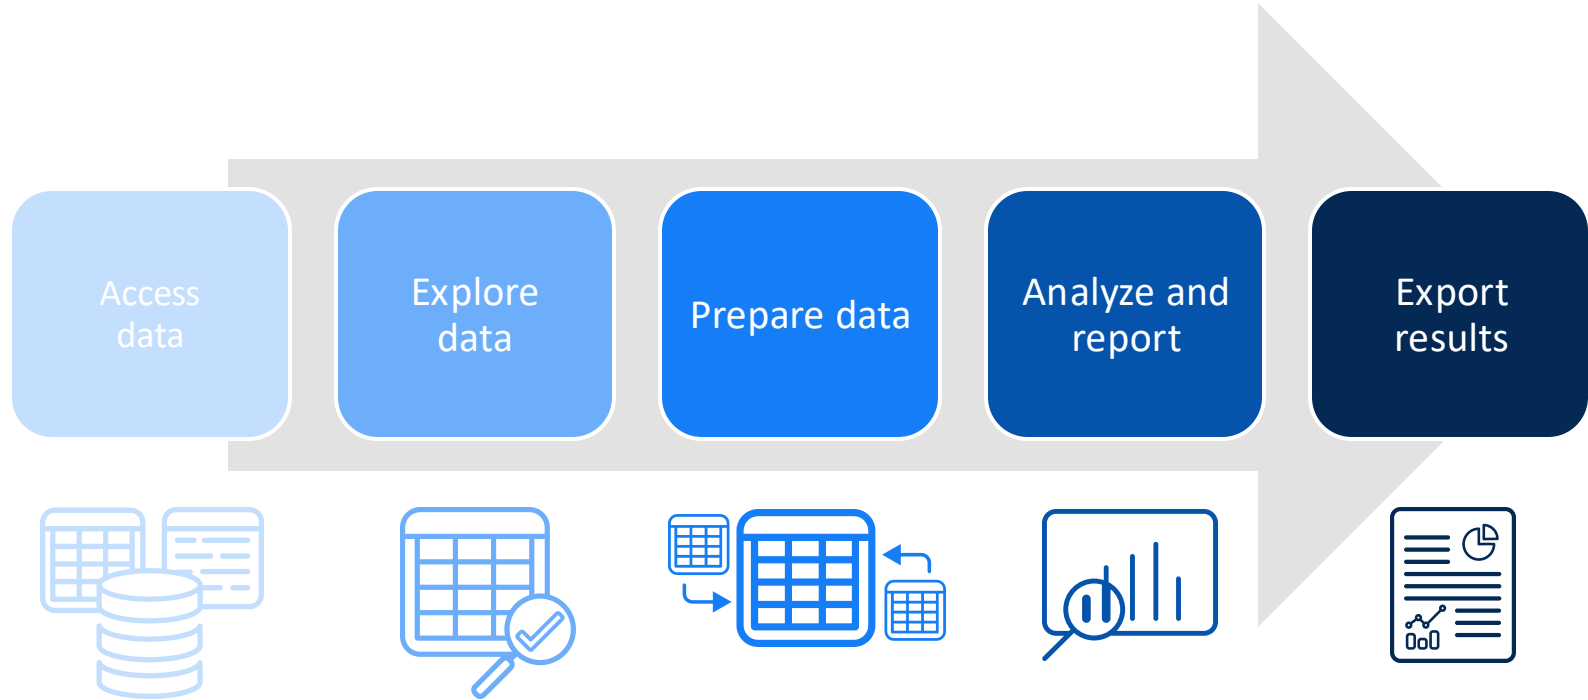 Access
data
Explore
data
Prepare data
Analyze and
report
Export
results